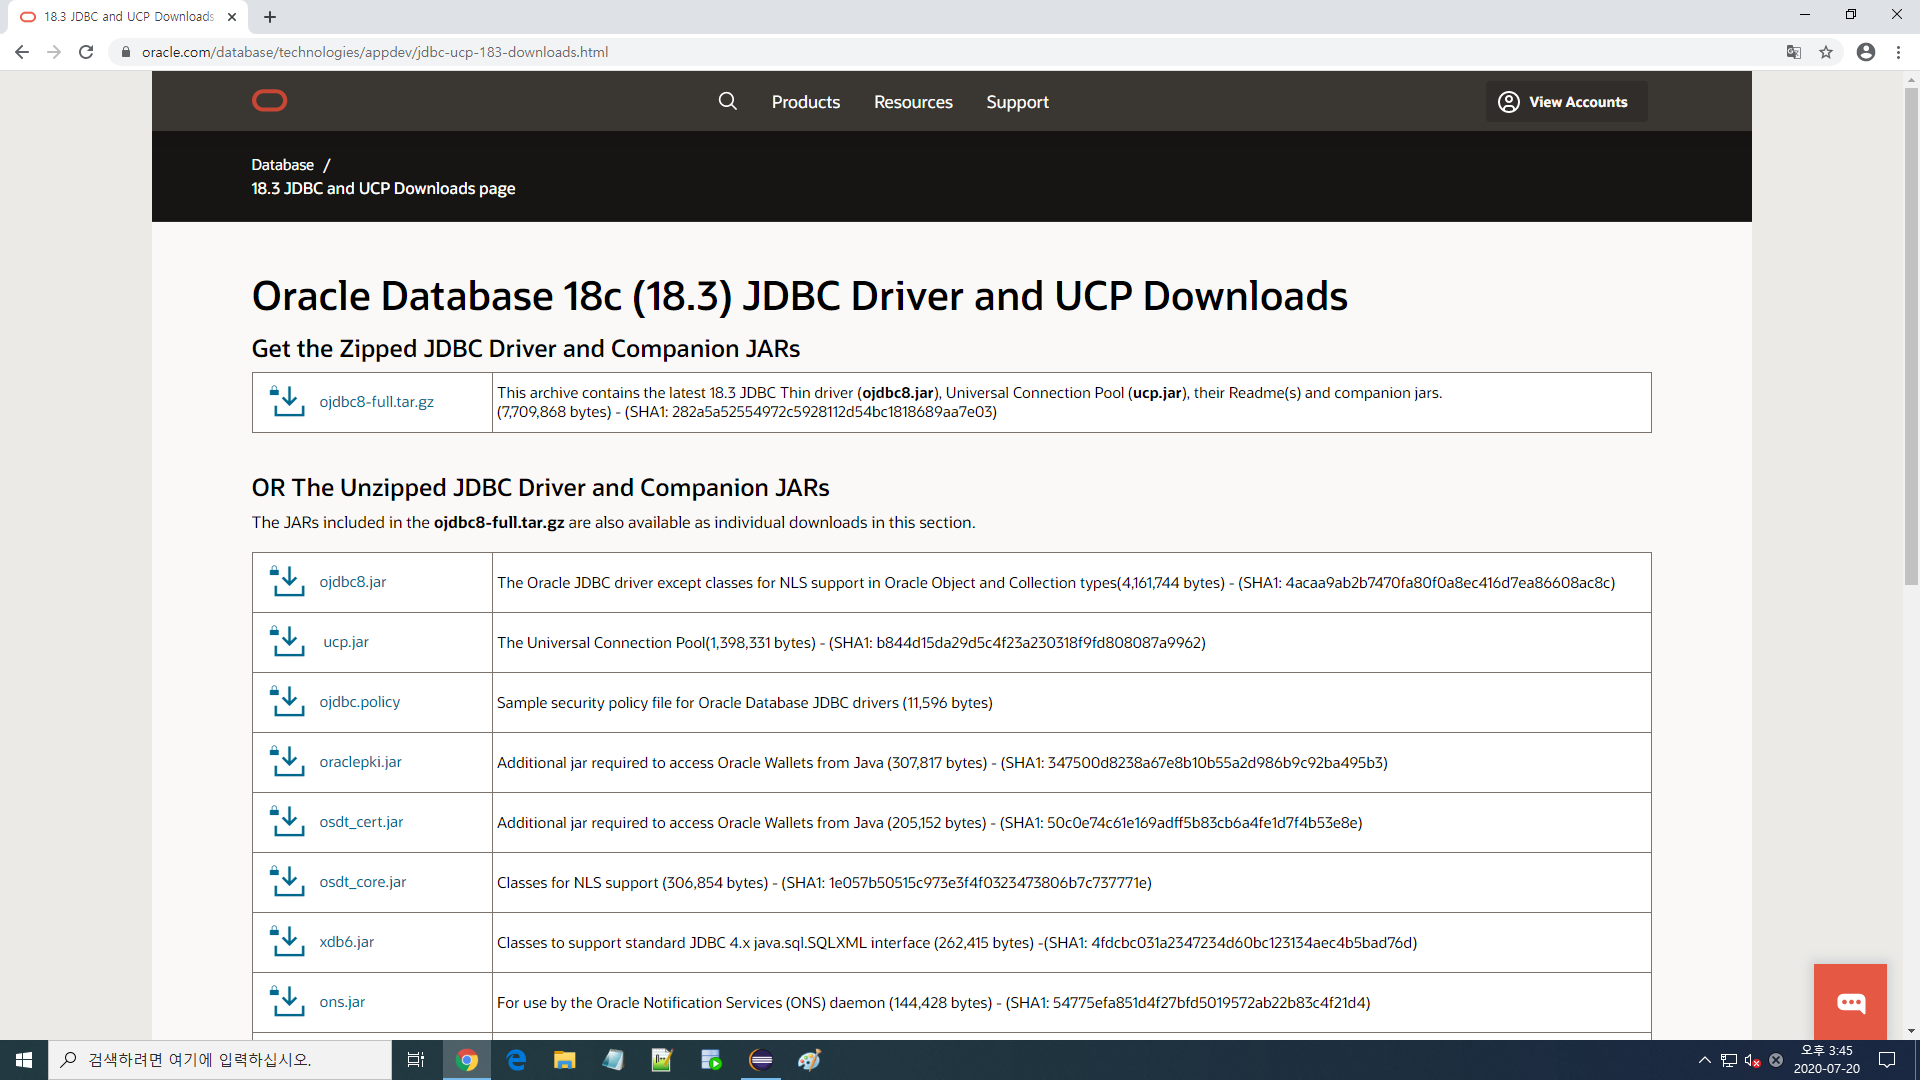 18.3 JDBC and UCP Downloads
oracle.com/database/technologies/appdev/jdbc-ucp-183-downloads.html
Products
Resources
Support
View Accounts
Database /
18.3 JDBC and UCP Downloads page
Oracle Database 18c (18.3) JDBC Driver and UCP Downloads
Get the Zipped JDBC Driver and Companion JARs
ojdbc8-full.tar.gz
This archive contains the latest 18.3 JDBC Thin driver (ojdbc8.jar), Universal Connection Pool (ucp.jar), their Readme(s) and companion jars.
(7,709,868 bytes) - (SHA1: 282a5a52554972c5928112d54bc1818689aa7e03)
OR The Unzipped JDBC Driver and Companion JARs
The JARs included in the ojdbc8-full.tar.gz are also available as individual downloads in this section.
ojdbc8.jar
The Oracle JDBC driver except classes for NLS support in Oracle Object and Collection types(4,161,744 bytes) - (SHA1: 4acaa9ab2b7470fa80f0a8ec416d7ea86608ac8c)
ucp.jar
The Universal Connection Pool(1,398,331 bytes) - (SHA1: b844d15da29d5c4f23a230318f9fd808087a9962)
ojdbc.policy
Sample security policy file for Oracle Database JDBC drivers (11,596 bytes)
oraclepki.jar
Additional jar required to access Oracle Wallets from Java (307,817 bytes) - (SHA1: 347500d8238a67e8b10b55a2d986b9c92ba495b3)
osdt_cert.jar
Additional jar required to access Oracle Wallets from Java (205,152 bytes) - (SHA1: 50c0e74c61e169adff5b83cb6a4fe1d7f4b53e8e)
osdt_core.jar
Classes for NLS support (306,854 bytes) - (SHA1: 1e057b50515c973e3f4f0323473806b7c737771e)
xdb6.jar
Classes to support standard JDBC 4.x java.sql.SQLXML interface (262,415 bytes) -(SHA1: 4fdcbc031a2347234d60bc123134aec4b5bad76d)
ons.jar
For use by the Oracle Notification Services (ONS) daemon (144,428 bytes) - (SHA1: 54775efa851d4f27bfd5019572ab22b83c4f21d4)
검색하려면 여기에 입력하십시오.
오후 3:45
2020-07-20